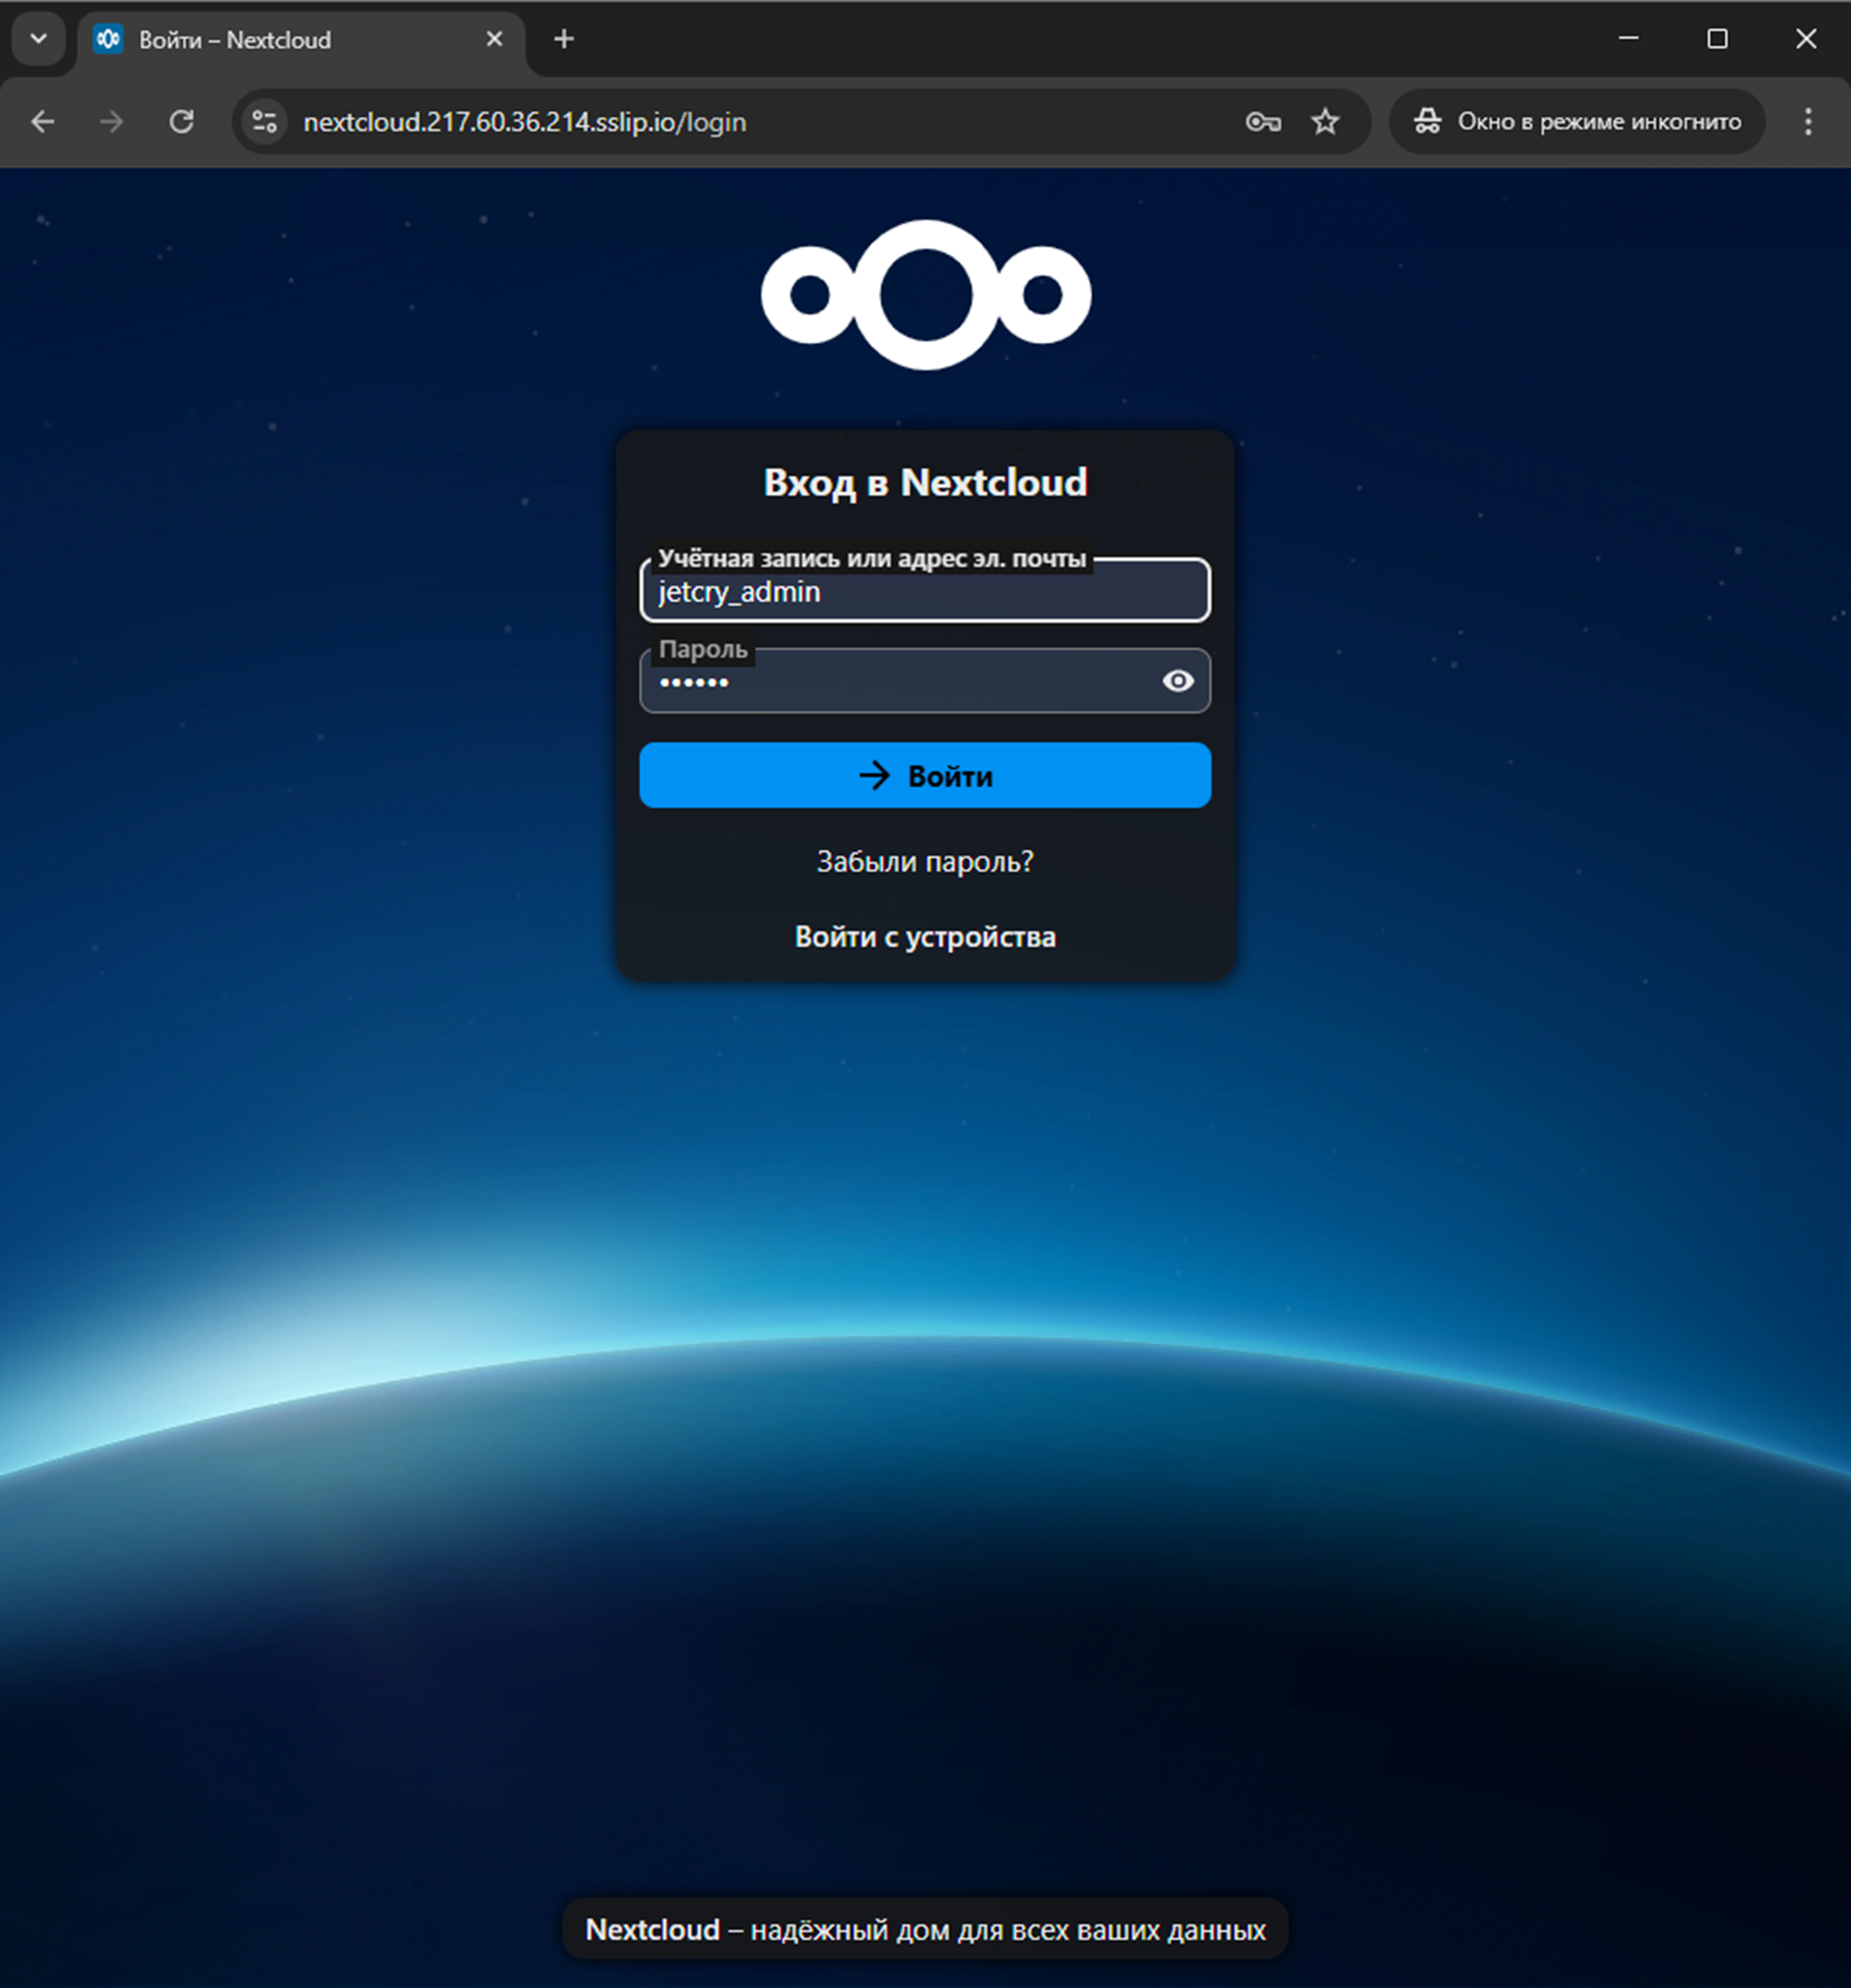 Войти – Nextcloud
nextcloud.217.60.36.214.sslip.io/login
Окно в режиме инкогнито
Вход в Nextcloud
Учётная запись или адрес эл. почты
jetcry_admin
Пароль
••••••
Войти
Забыли пароль?
Войти с устройства
Nextcloud – надёжный дом для всех ваших данных